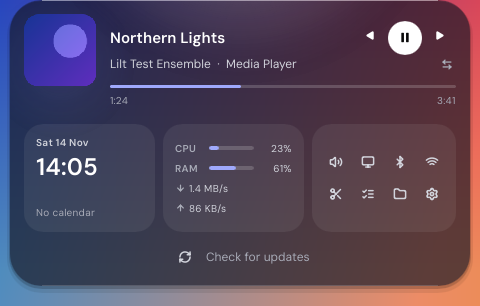 Northern Lights
Lilt Test Ensemble · Media Player
1:24 3:41
Sat 14 Nov
14:05
No calendar
CPU 23%
RAM 61%
↓ 1.4 MB/s
↑ 86 KB/s
Check for updates